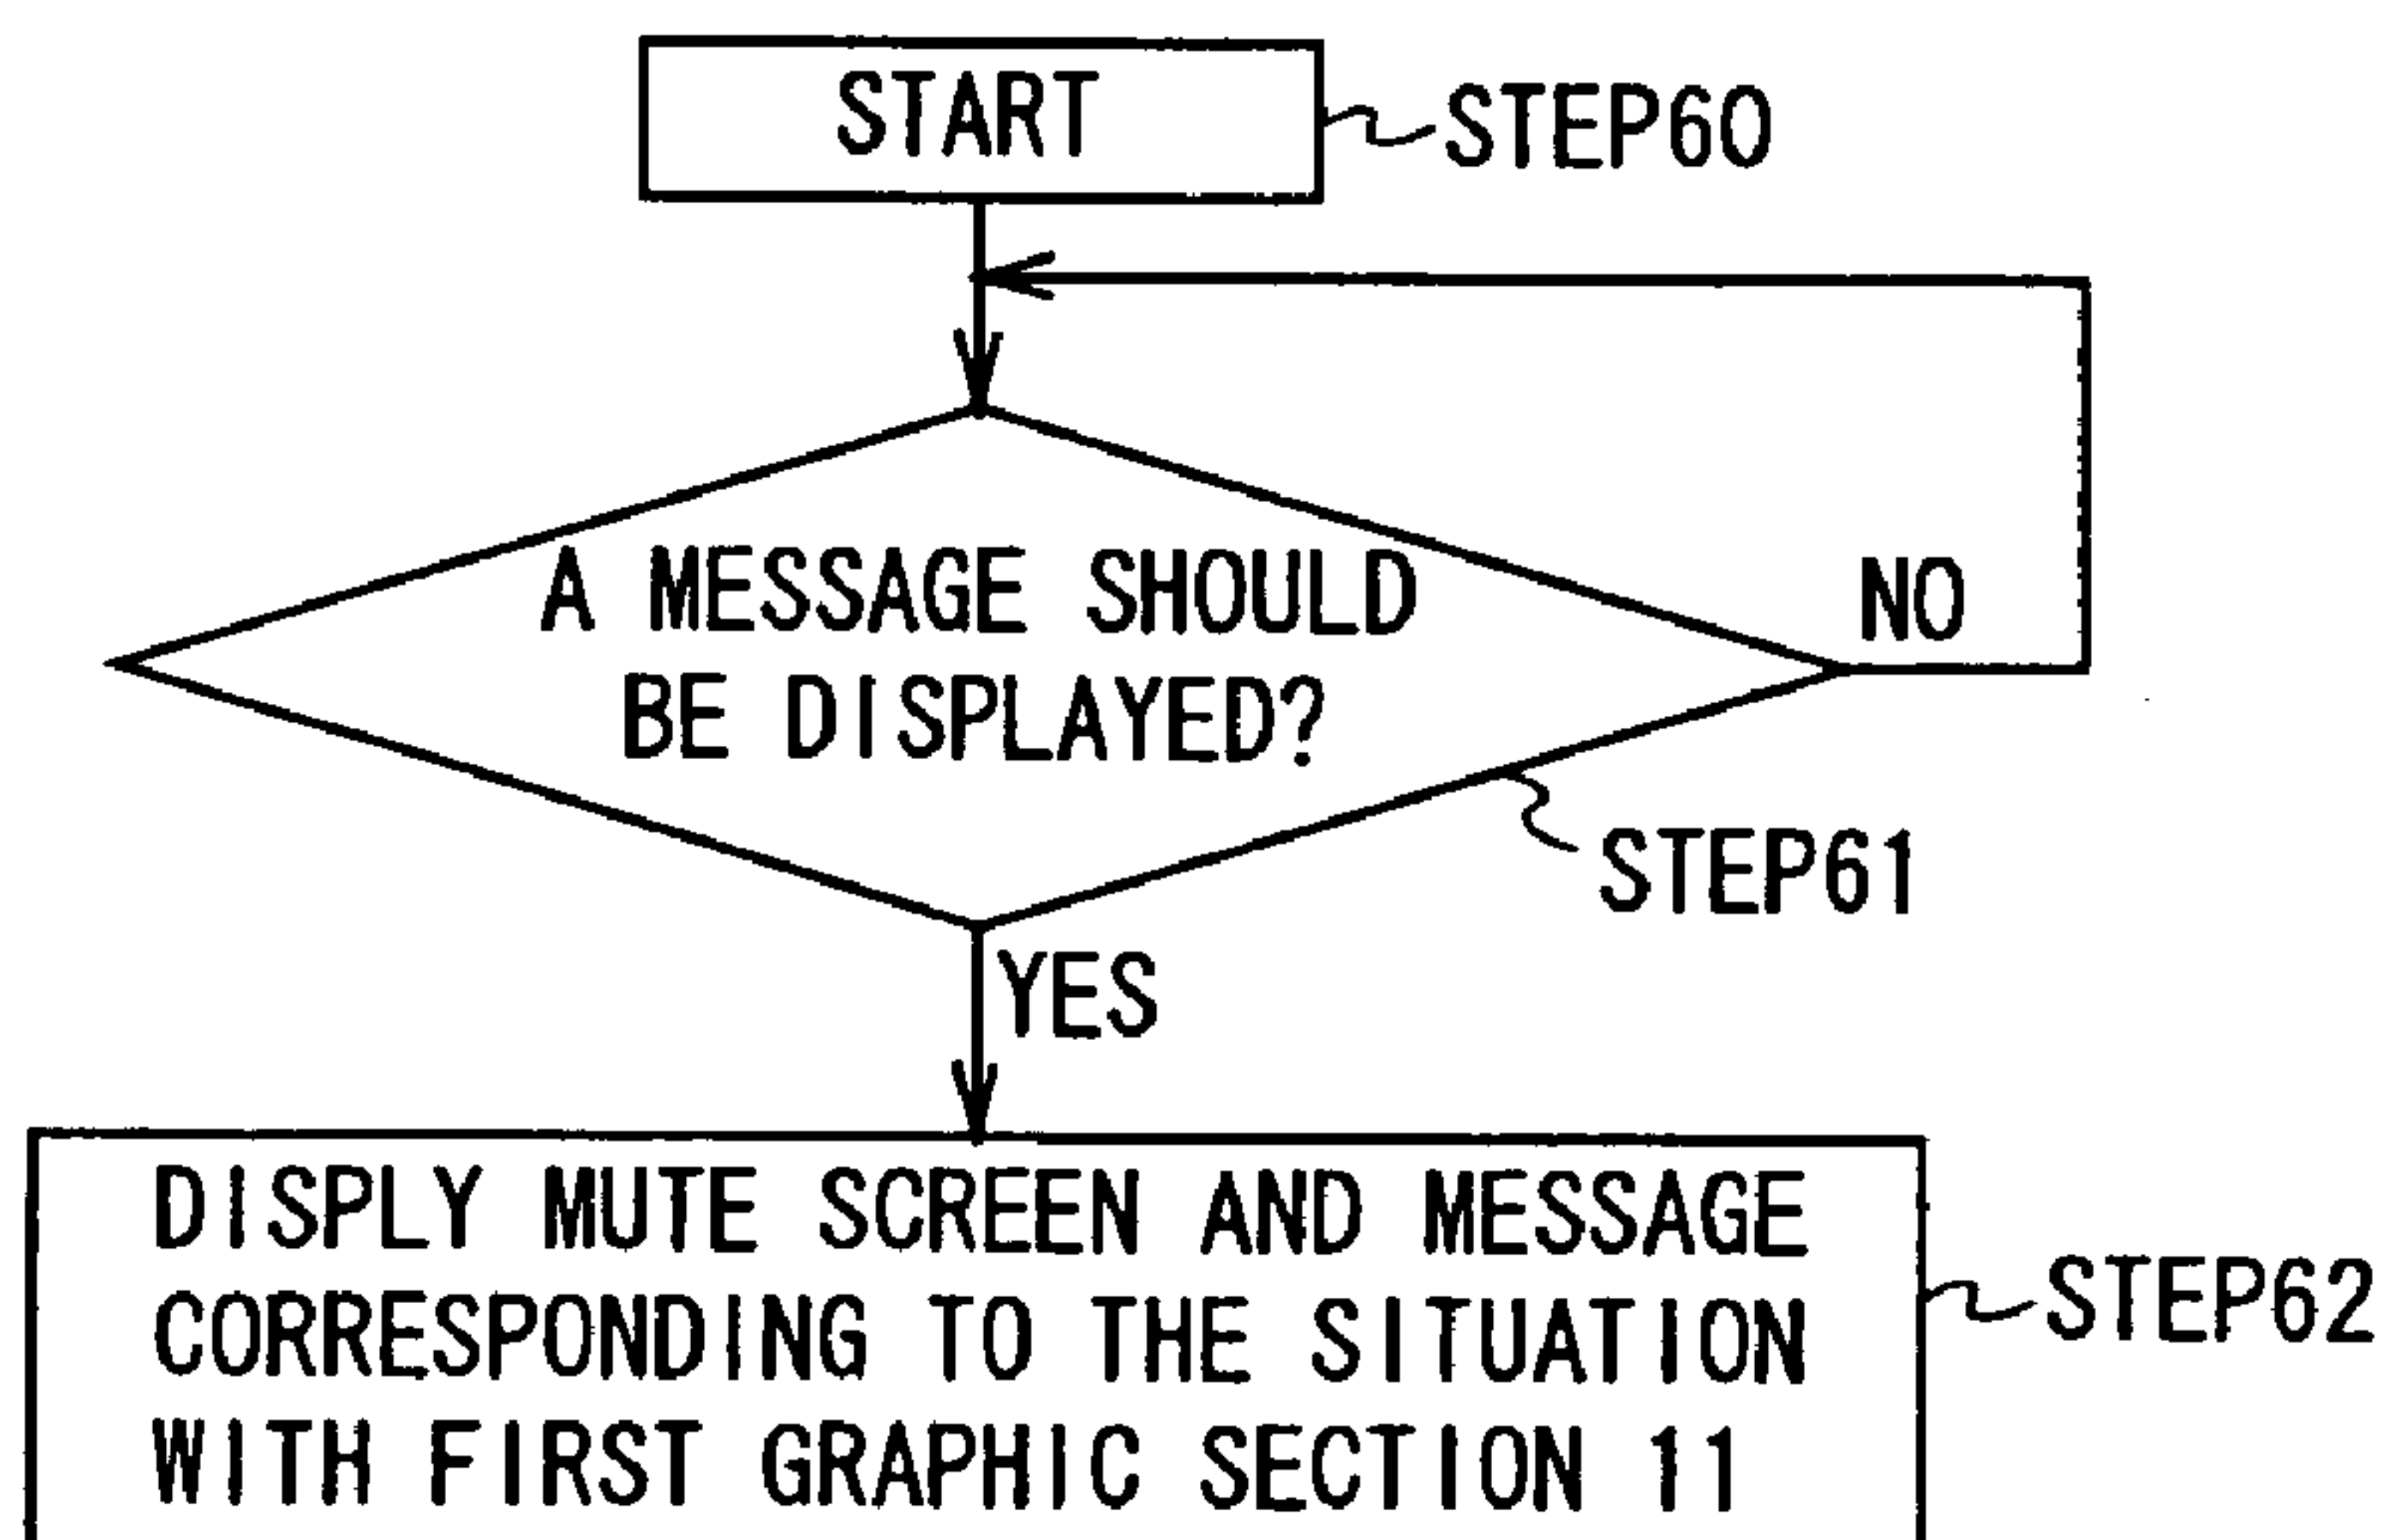 START
STEP60
A MESSAGE SHOULD
BE DISPLAYED?
NO
STEP61
YES
DISPLY MUTE SCREEN AND MESSAGE
CORRESPONDING TO THE SITUATION
WITH FIRST GRAPHIC SECTION 11
STEP62